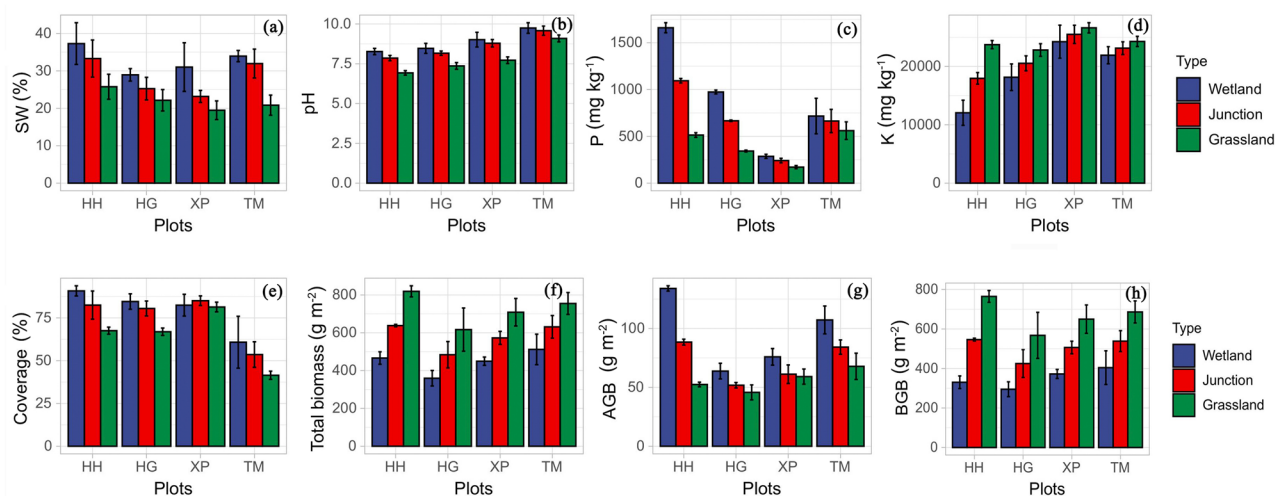 (a)
SW (%)
40
30
20
10
0
HH HG XP TM
Plots
(b)
pH
10.0
7.5
5.0
2.5
0.0
HH HG XP TM
Plots
(c)
P (mg kg⁻¹)
1500
1000
500
0
HH HG XP TM
Plots
(d)
K (mg kg⁻¹)
20000
10000
0
HH HG XP TM
Plots
Type
Wetland
Junction
Grassland
(e)
Coverage (%)
75
50
25
0
HH HG XP TM
Plots
(f)
Total biomass (g m⁻²)
800
600
400
200
0
HH HG XP TM
Plots
(g)
AGB (g m⁻²)
100
50
0
HH HG XP TM
Plots
(h)
BGB (g m⁻²)
800
600
400
200
0
HH HG XP TM
Plots
Type
Wetland
Junction
Grassland